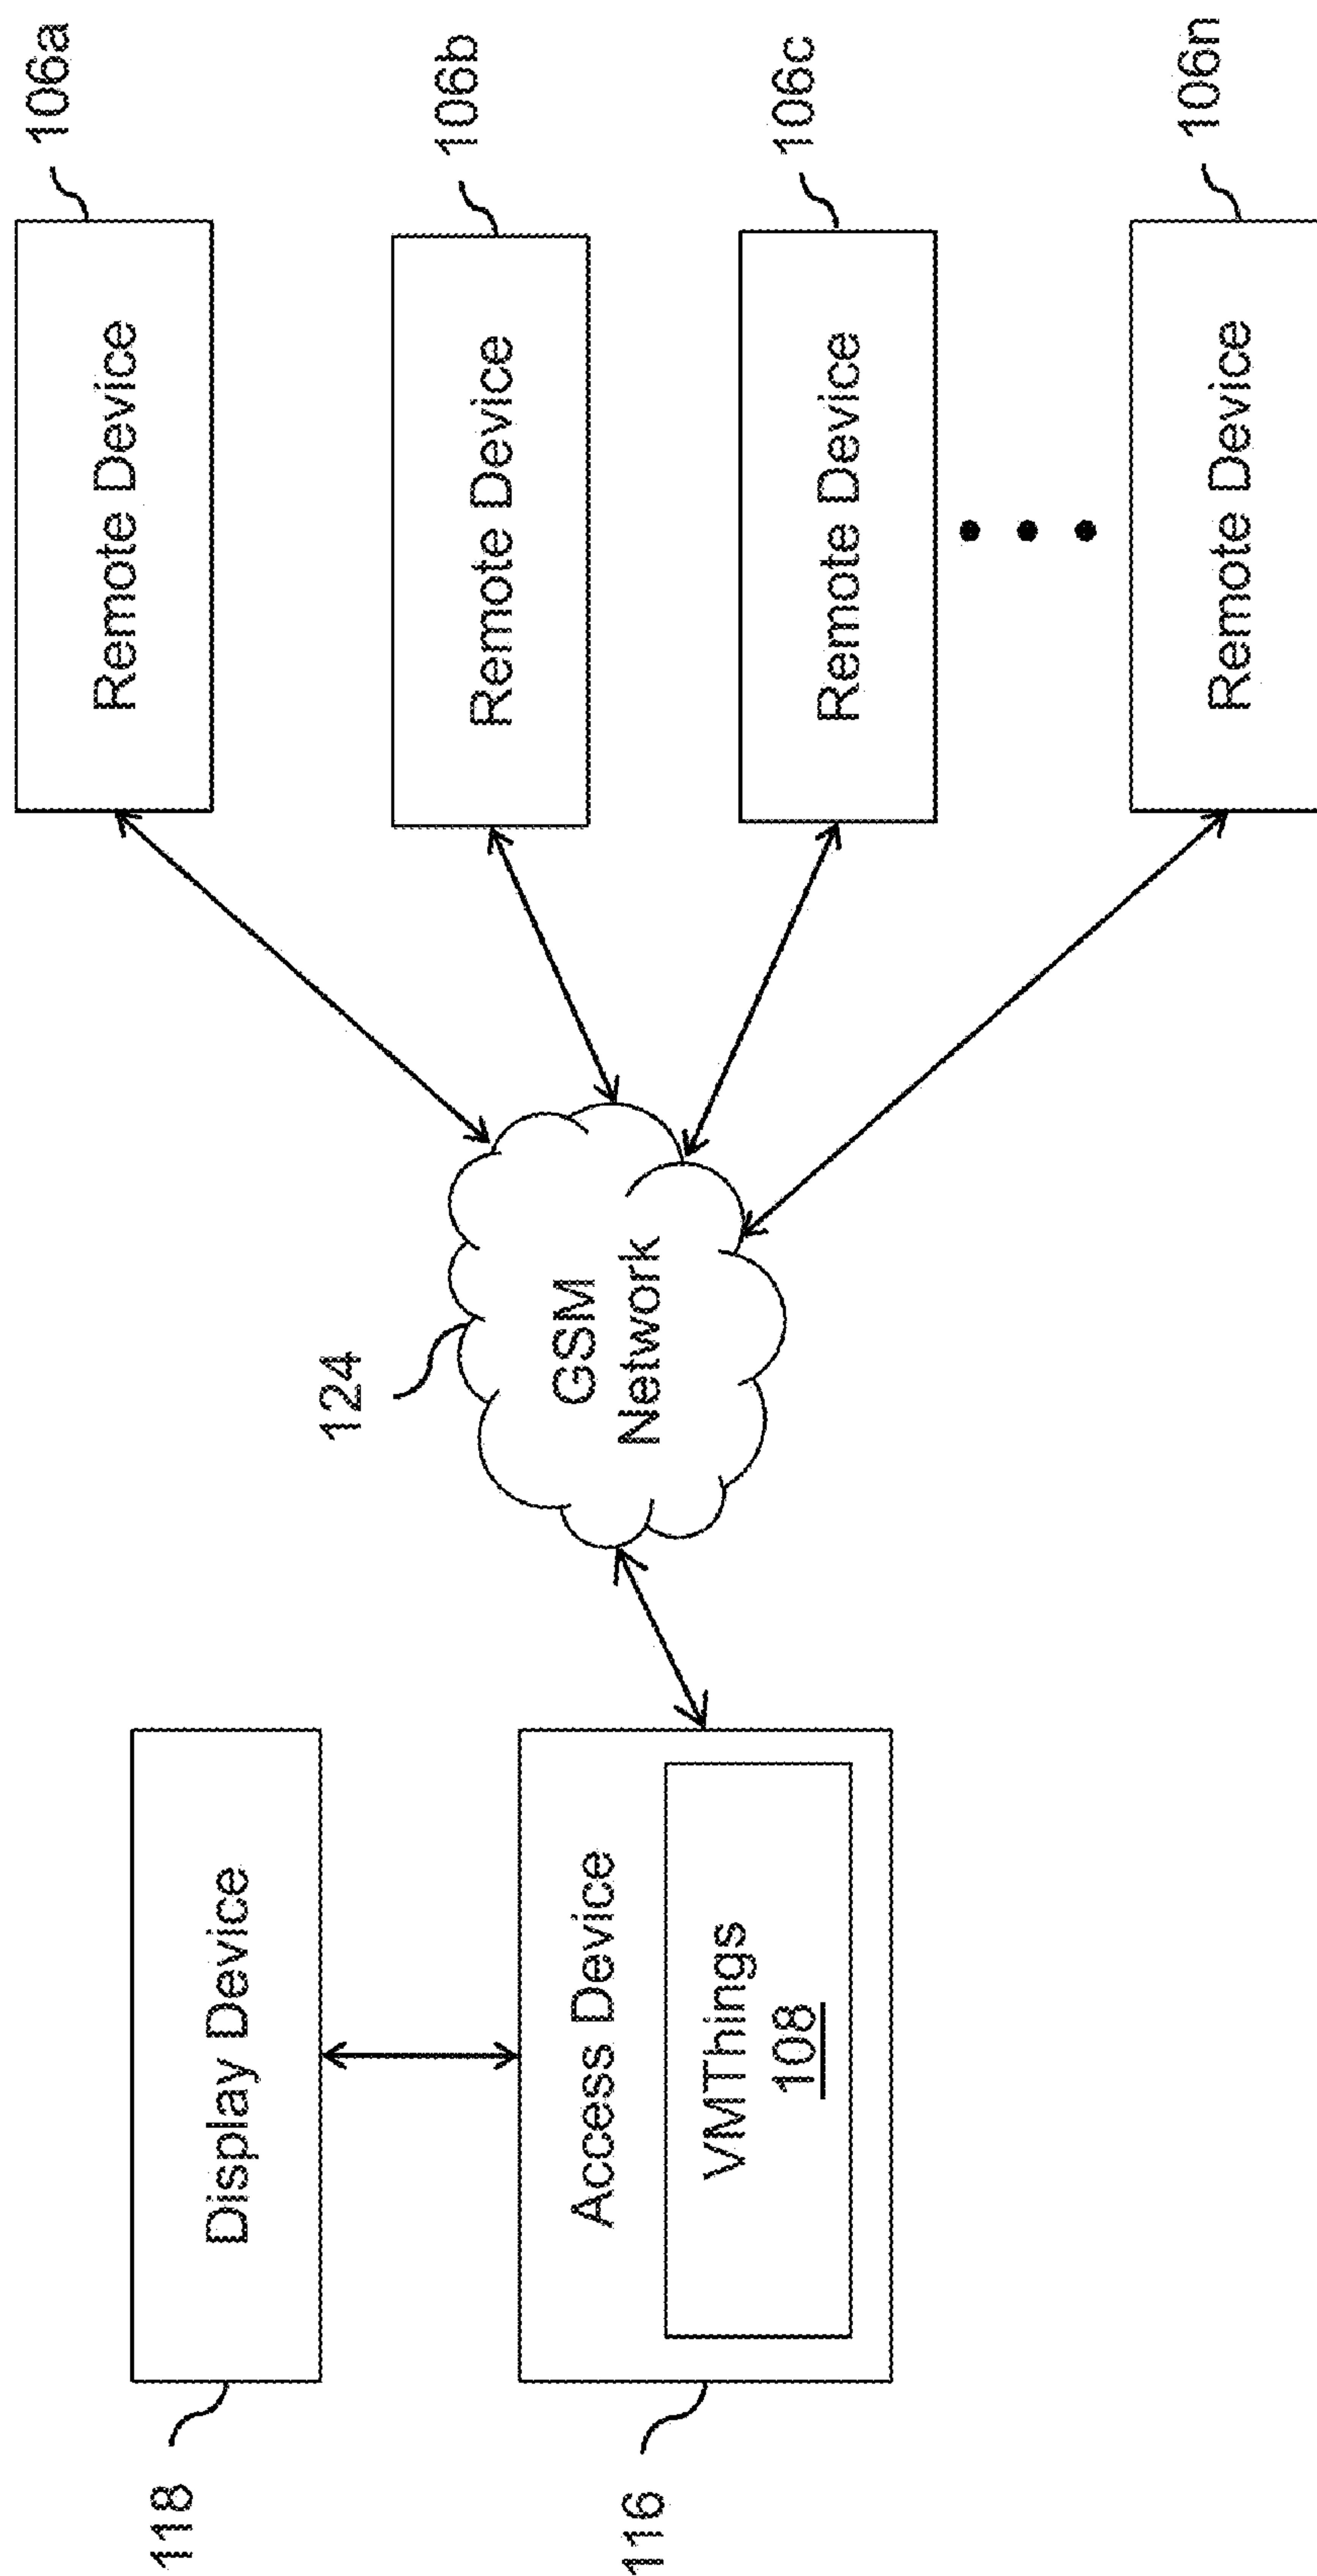 118
Display Device
116
Access Device
VMThings
108
124
GSM
Network
Remote Device
106a
Remote Device
106b
Remote Device
106c
Remote Device
106n